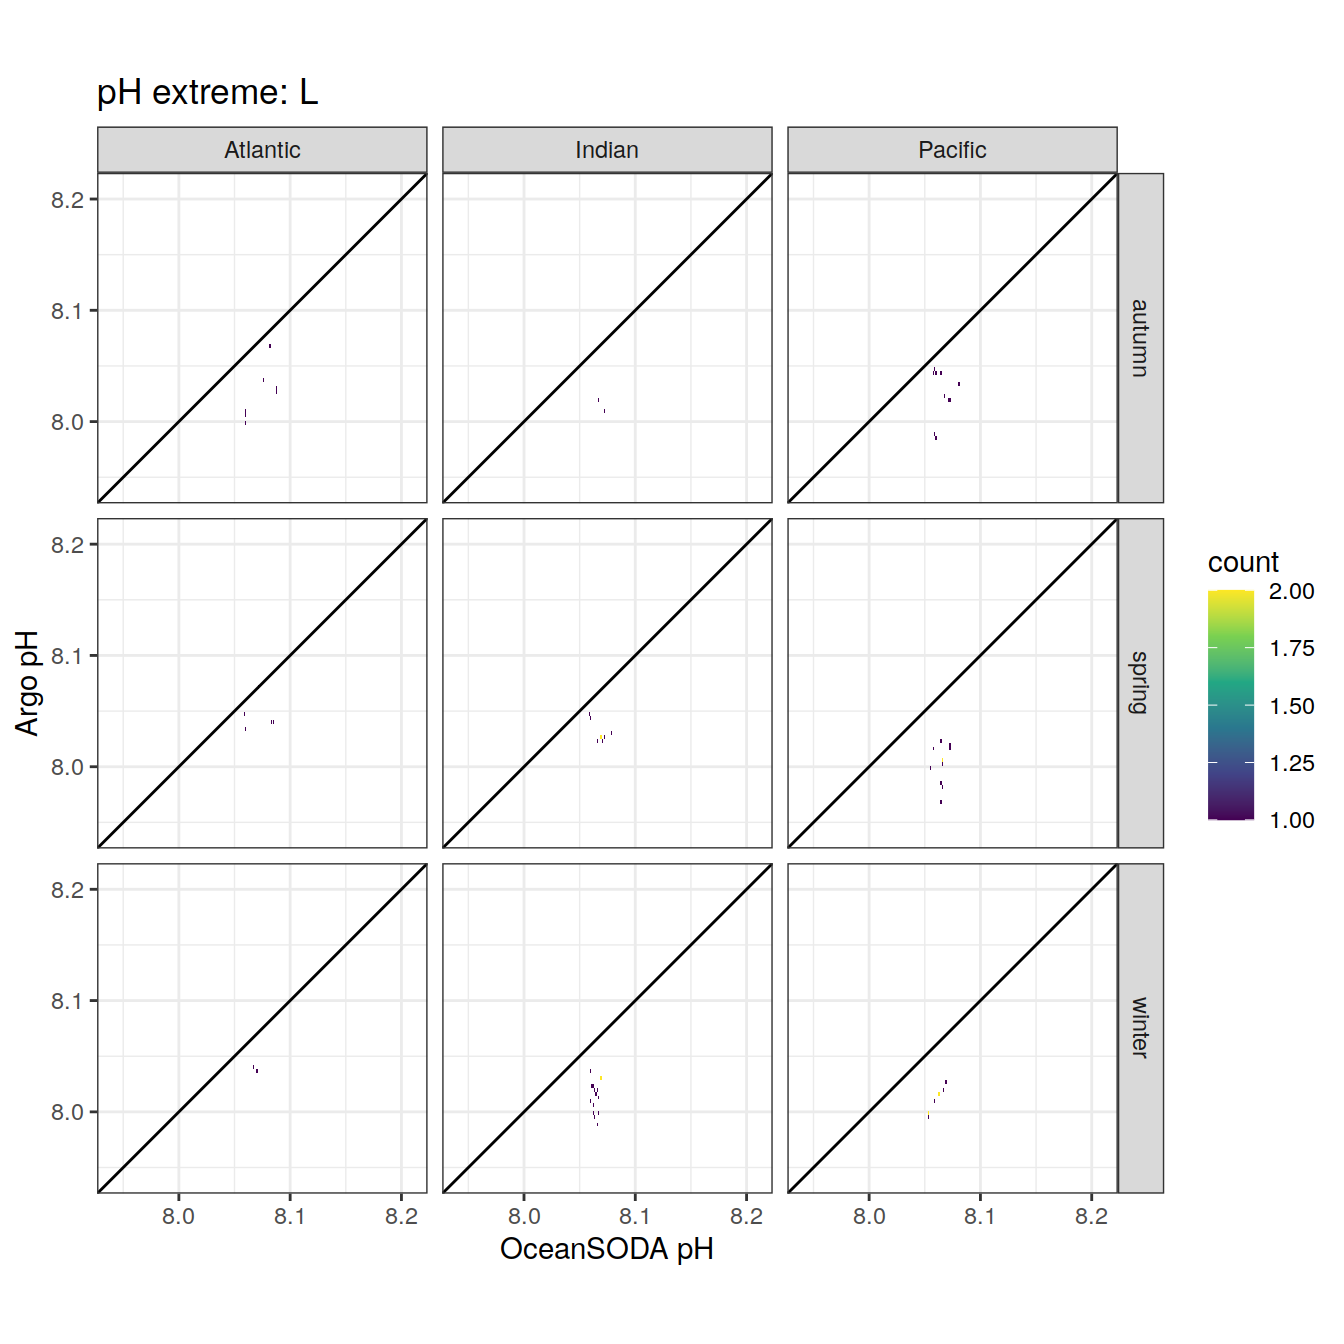 pH extreme: L
Atlantic
Indian
Pacific
8.2
8.1
8.0
autumn
8.2
8.1
8.0
spring
8.2
8.1
8.0
winter
8.0 8.1 8.2
8.0 8.1 8.2
8.0 8.1 8.2
OceanSODA pH
Argo pH
count
2.00
1.75
1.50
1.25
1.00